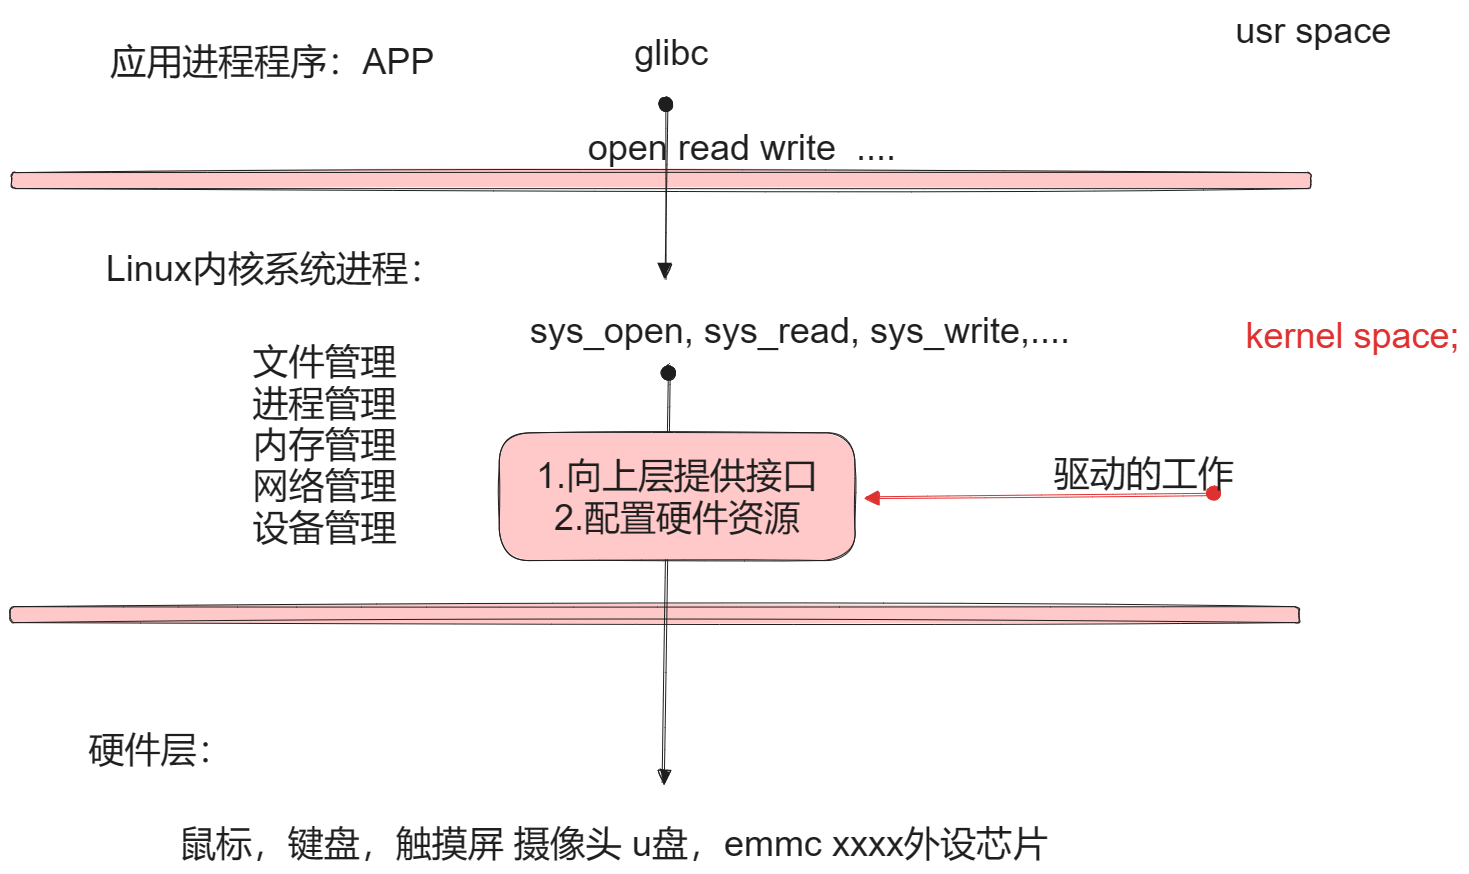 usr space
应用进程程序：APP
glibc
open read write ....
Linux内核系统进程：
sys_open, sys_read, sys_write,....
kernel space;
文件管理
进程管理
内存管理
网络管理
设备管理
1.向上层提供接口
2.配置硬件资源
驱动的工作
硬件层：
鼠标，键盘，触摸屏 摄像头 u盘，emmc xxxx外设芯片